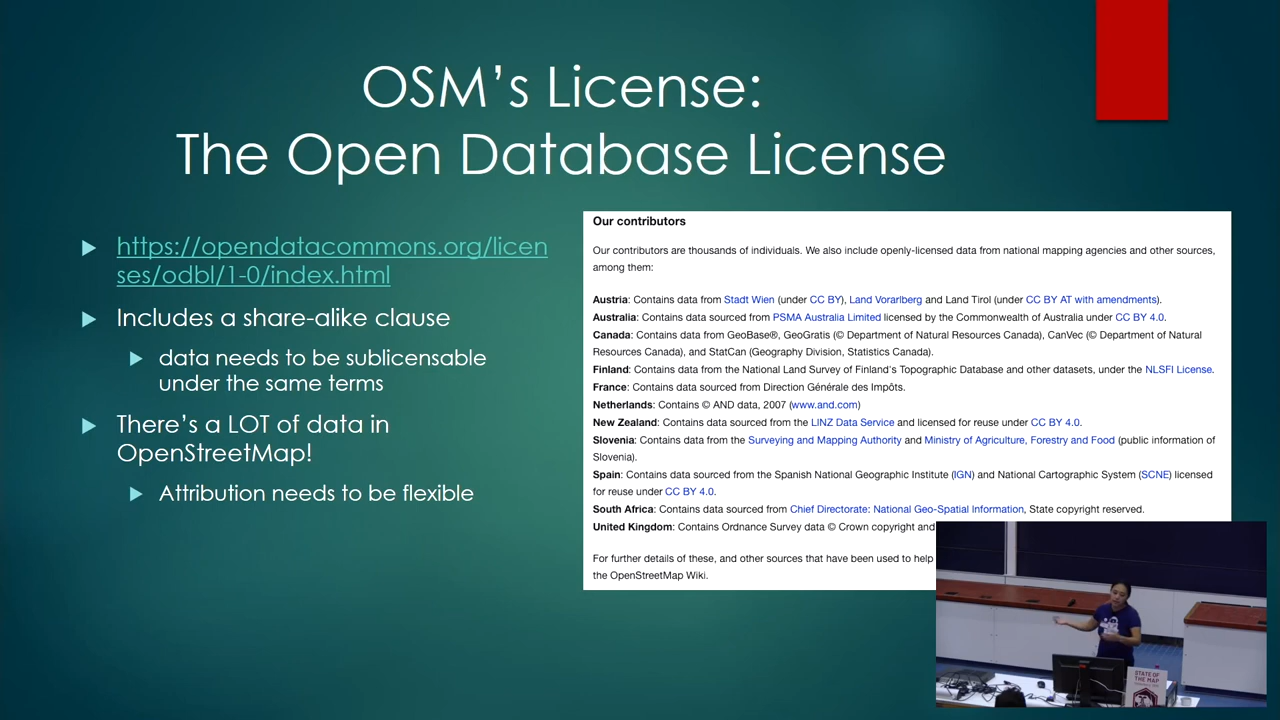 OSM’s License:
The Open Database License
https://opendatacommons.org/licen
ses/odbl/1-0/index.html
Includes a share-alike clause
data needs to be sublicensable
under the same terms
There’s a LOT of data in
OpenStreetMap!
Attribution needs to be flexible
Our contributors
Our contributors are thousands of individuals. We also include openly-licensed data from national mapping agencies and other sources,
among them:
Austria: Contains data from Stadt Wien (under CC BY), Land Vorarlberg and Land Tirol (under CC BY AT with amendments).
Australia: Contains data sourced from PSMA Australia Limited licensed by the Commonwealth of Australia under CC BY 4.0.
Canada: Contains data from GeoBase®, GeoGratis (© Department of Natural Resources Canada), CanVec (© Department of Natural
Resources Canada), and StatCan (Geography Division, Statistics Canada).
Finland: Contains data from the National Land Survey of Finland's Topographic Database and other datasets, under the NLSFI License.
France: Contains data sourced from Direction Générale des Impôts.
Netherlands: Contains © AND data, 2007 (www.and.com)
New Zealand: Contains data sourced from the LINZ Data Service and licensed for reuse under CC BY 4.0.
Slovenia: Contains data from the Surveying and Mapping Authority and Ministry of Agriculture, Forestry and Food (public information of
Slovenia).
Spain: Contains data sourced from the Spanish National Geographic Institute (IGN) and National Cartographic System (SCNE) licensed
for reuse under CC BY 4.0.
South Africa: Contains data sourced from Chief Directorate: National Geo-Spatial Information, State copyright reserved.
United Kingdom: Contains Ordnance Survey data © Crown copyright and
For further details of these, and other sources that have been used to help
the OpenStreetMap Wiki.
STATE OF
THE MAP